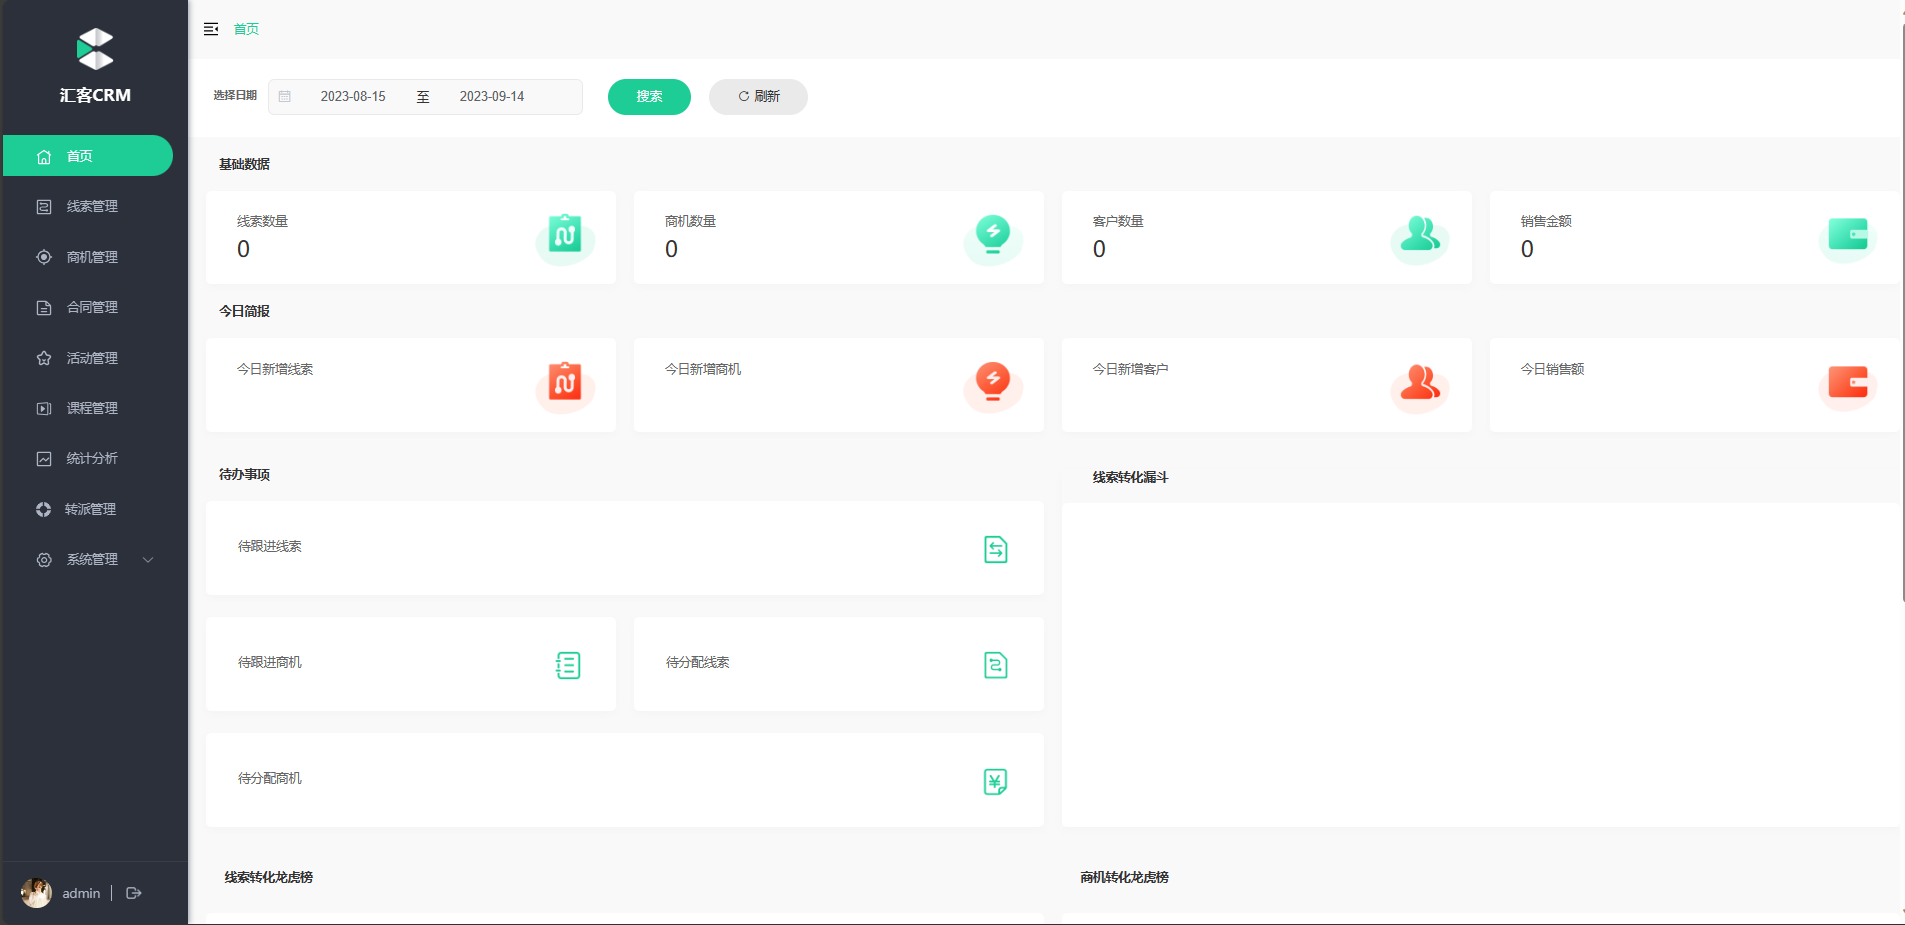 汇客CRM
首页
线索管理
商机管理
合同管理
活动管理
课程管理
统计分析
转派管理
系统管理
admin
首页
选择日期 2023-08-15 至 2023-09-14 搜索 刷新
基础数据
线索数量 商机数量 客户数量 销售金额
0 0 0 0
今日简报
今日新增线索 今日新增商机 今日新增客户 今日销售额
待办事项
待跟进线索
待跟进商机 待分配线索
待分配商机
线索转化漏斗
线索转化龙虎榜 商机转化龙虎榜